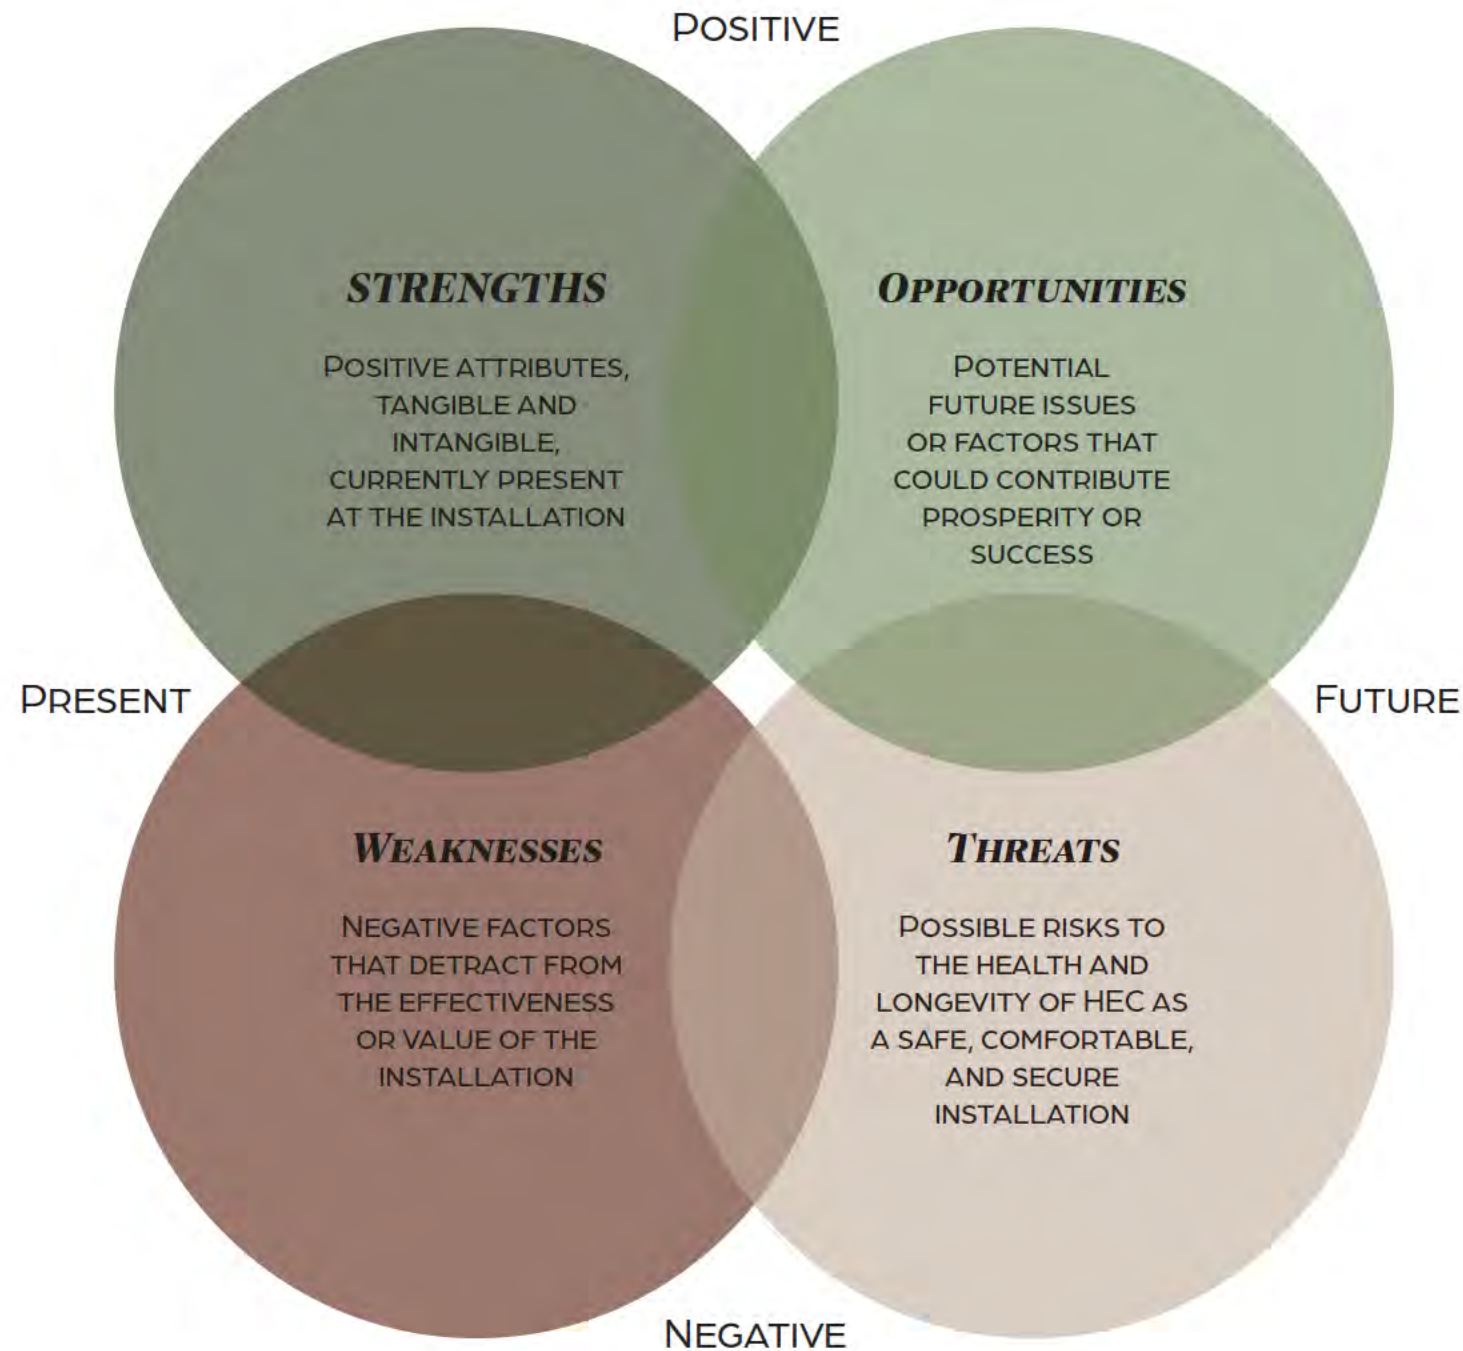 POSITIVE
STRENGTHS
POSITIVE ATTRIBUTES,
TANGIBLE AND
INTANGIBLE,
CURRENTLY PRESENT
AT THE INSTALLATION
OPPORTUNITIES
POTENTIAL
FUTURE ISSUES
OR FACTORS THAT
COULD CONTRIBUTE
PROSPERITY OR
SUCCESS
PRESENT
FUTURE
WEAKNESSES
NEGATIVE FACTORS
THAT DETRACT FROM
THE EFFECTIVENESS
OR VALUE OF THE
INSTALLATION
THREATS
POSSIBLE RISKS TO
THE HEALTH AND
LONGEVITY OF HEC AS
A SAFE, COMFORTABLE,
AND SECURE
INSTALLATION
NEGATIVE